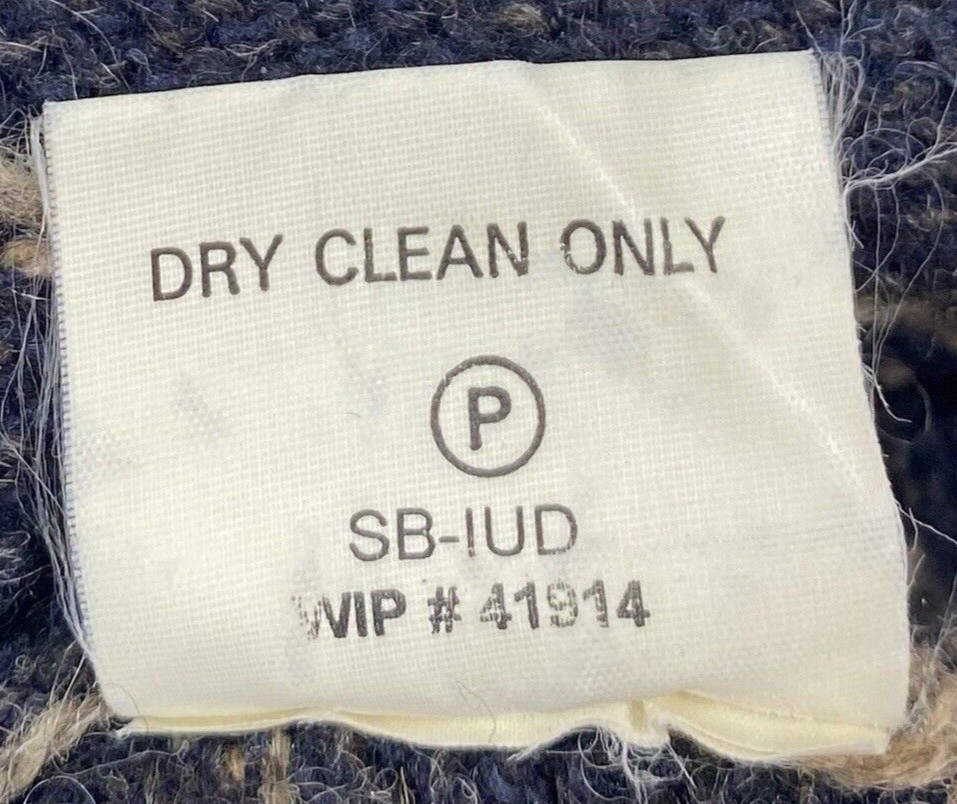 DRY CLEAN ONLY
P
SB-IUD
WIP # 41914